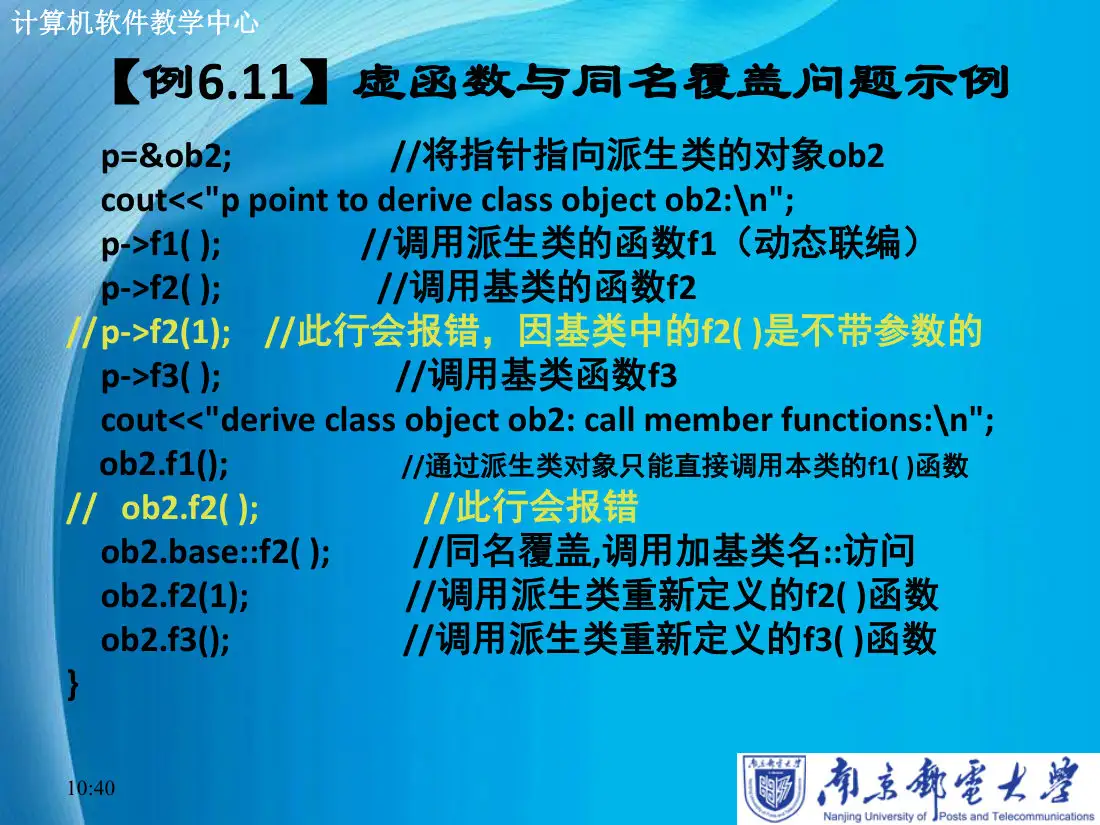 计算机软件教学中心
【例6.11】虚函数与同名覆盖问题示例
p=&ob2; //将指针指向派生类的对象ob2
cout<<"p point to derive class object ob2:\n";
p->f1( ); //调用派生类的函数f1（动态联编）
p->f2( ); //调用基类的函数f2
//p->f2(1); //此行会报错，因基类中的f2( )是不带参数的
p->f3( ); //调用基类函数f3
cout<<"derive class object ob2: call member functions:\n";
ob2.f1(); //通过派生类对象只能直接调用本类的f1( )函数
// ob2.f2( ); //此行会报错
ob2.base::f2( ); //同名覆盖,调用加基类名::访问
ob2.f2(1); //调用派生类重新定义的f2( )函数
ob2.f3(); //调用派生类重新定义的f3( )函数
}
10:40
南京郵電大學
Nanjing University of Posts and Telecommunications